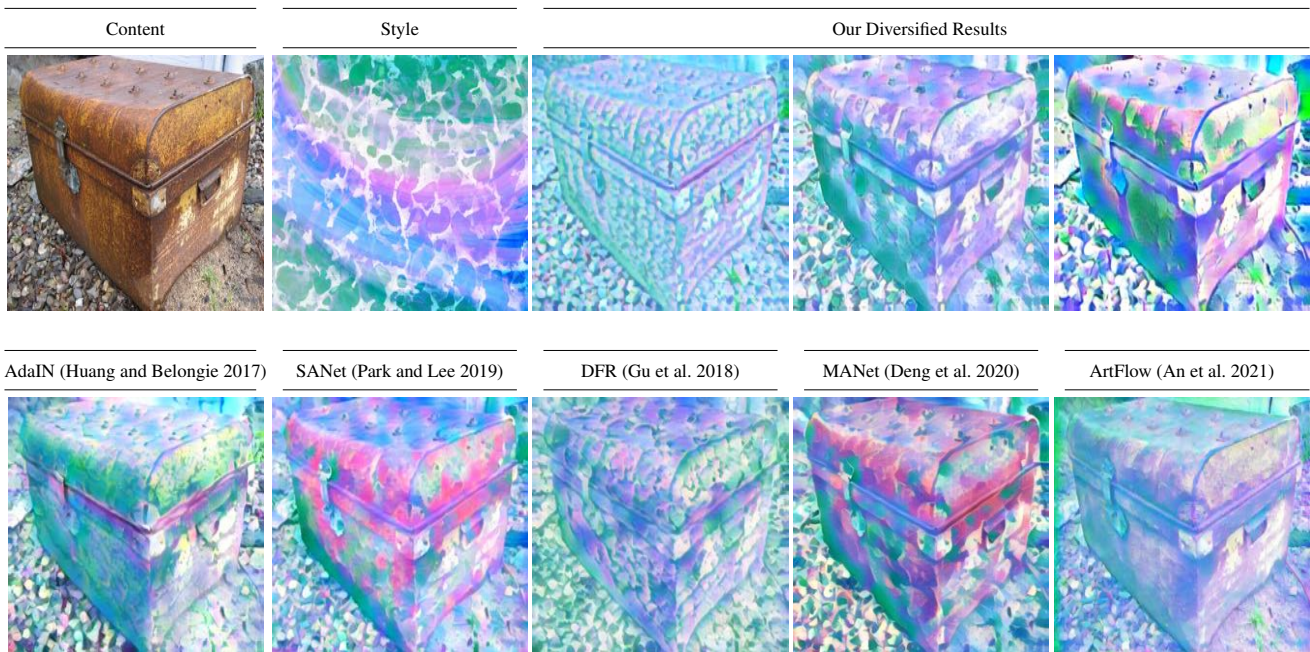 Content
Style
Our Diversified Results
AdaIN (Huang and Belongie 2017)
SANet (Park and Lee 2019)
DFR (Gu et al. 2018)
MANet (Deng et al. 2020)
ArtFlow (An et al. 2021)